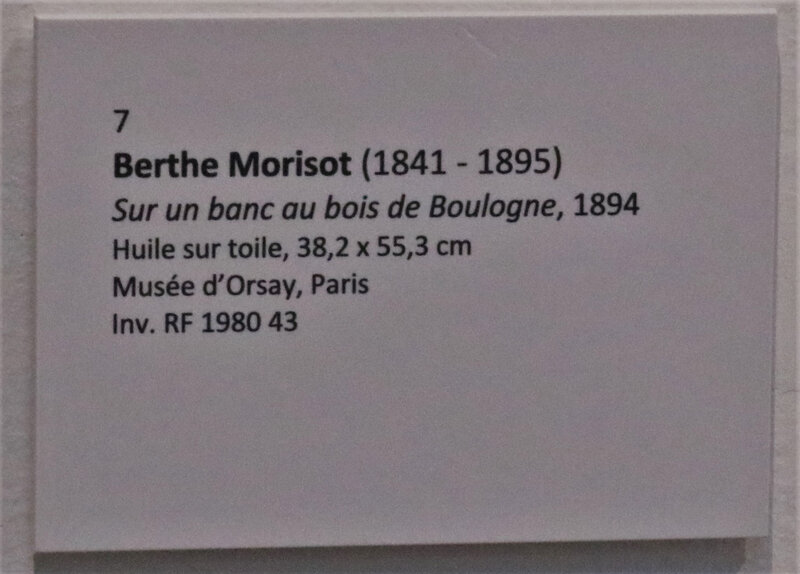 7
Berthe Morisot (1841 - 1895)
Sur un banc au bois de Boulogne, 1894
Huile sur toile, 38,2 x 55,3 cm
Musée d’Orsay, Paris
Inv. RF 1980 43